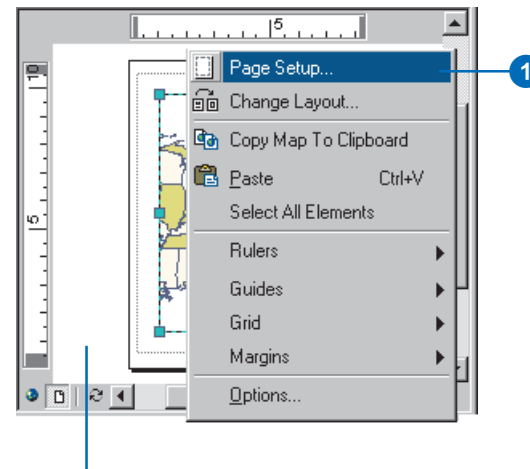 5
1
Page Setup...
1
Change Layout...
Copy Map To Clipboard
Paste Ctrl+V
Select All Elements
5
Rulers
Guides
Grid
Margins
Options...